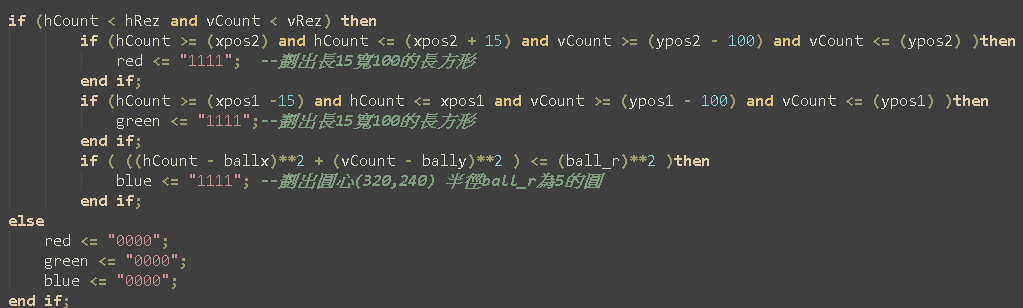 if (hCount < hRez and vCount < vRez) then
if (hCount >= (xpos2) and hCount <= (xpos2 + 15) and vCount >= (ypos2 - 100) and vCount <= (ypos2) )then
red <= "1111";  --劃出長15寬100的長方形
end if;
if (hCount >= (xpos1 -15) and hCount <= xpos1 and vCount >= (ypos1 - 100) and vCount <= (ypos1) )then
green <= "1111";--劃出長15寬100的長方形
end if;
if ( ((hCount - ballx)**2 + (vCount - bally)**2 ) <= (ball_r)**2 )then
blue <= "1111"; --劃出圓心(320,240) 半徑ball_r為5的圓
end if;
else
red <= "0000";
green <= "0000";
blue <= "0000";
end if;